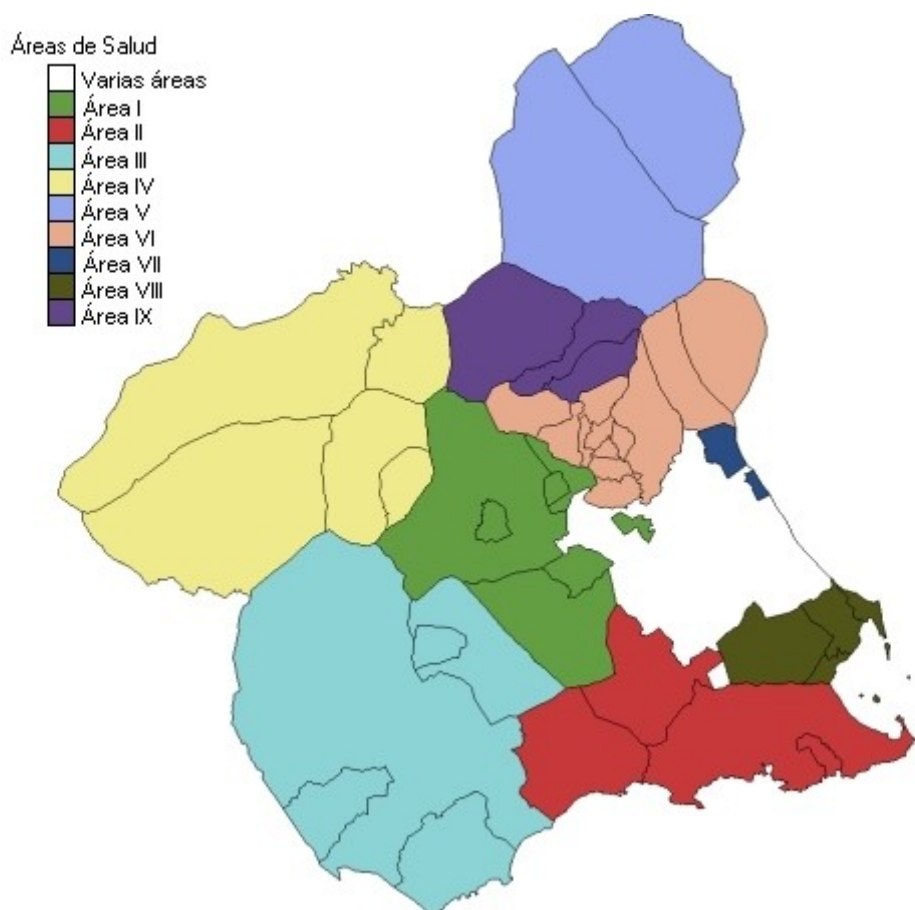 Áreas de Salud
Varias áreas
Área I
Área II
Área III
Área IV
Área V
Área VI
Área VII
Área VIII
Área IX